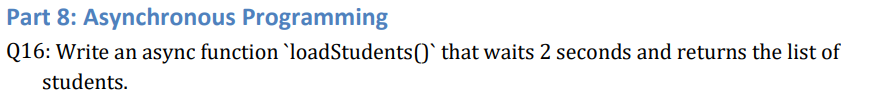 Part 8: Asynchronous Programming
Q16: Write an async function `loadStudents()` that waits 2 seconds and returns the list of
students.